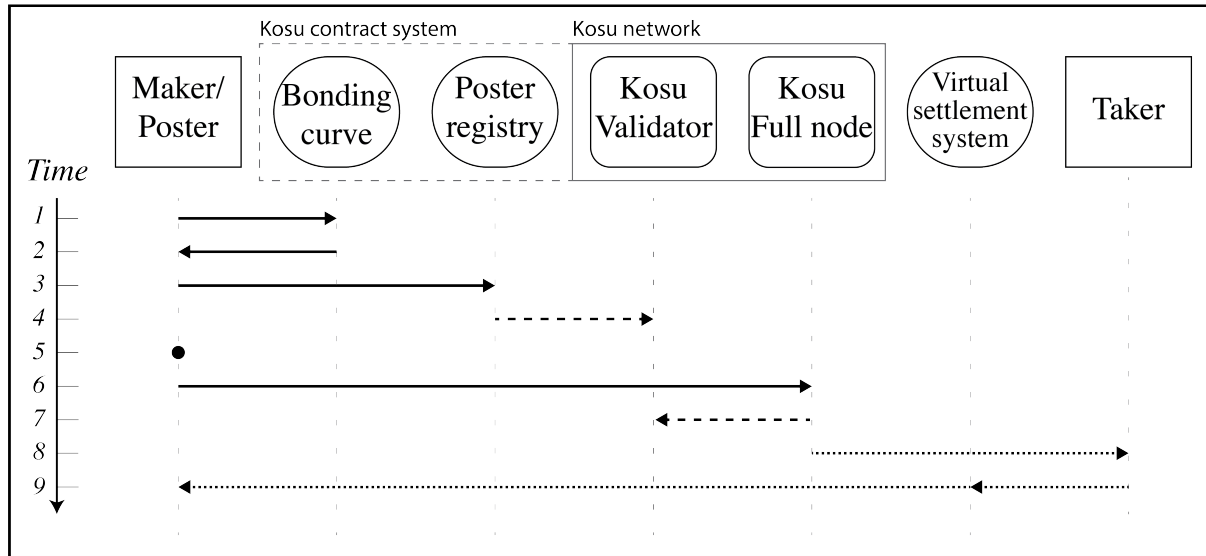 Kosu contract system
Kosu network
Maker/
Poster
Bonding
curve
Poster
registry
Kosu
Validator
Kosu
Full node
Virtual
settlement
system
Taker
Time
1
2
3
4
5
6
7
8
9